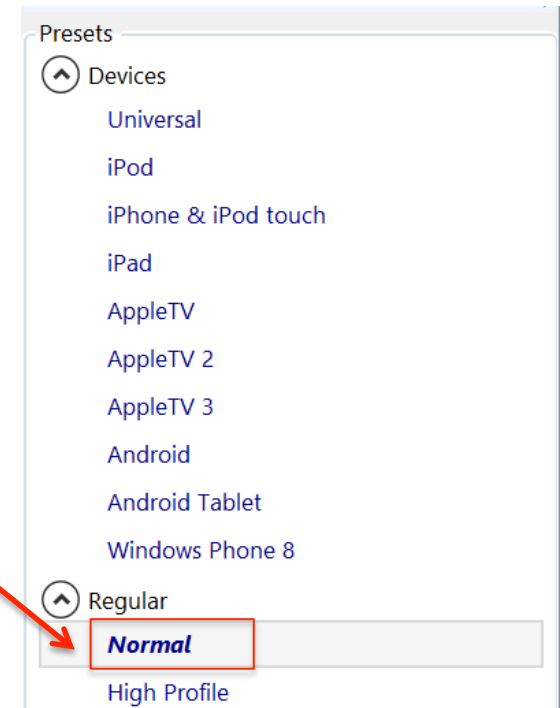 Presets
Devices
Universal
iPod
iPhone & iPod touch
iPad
AppleTV
AppleTV 2
AppleTV 3
Android
Android Tablet
Windows Phone 8
Regular
Normal
High Profile